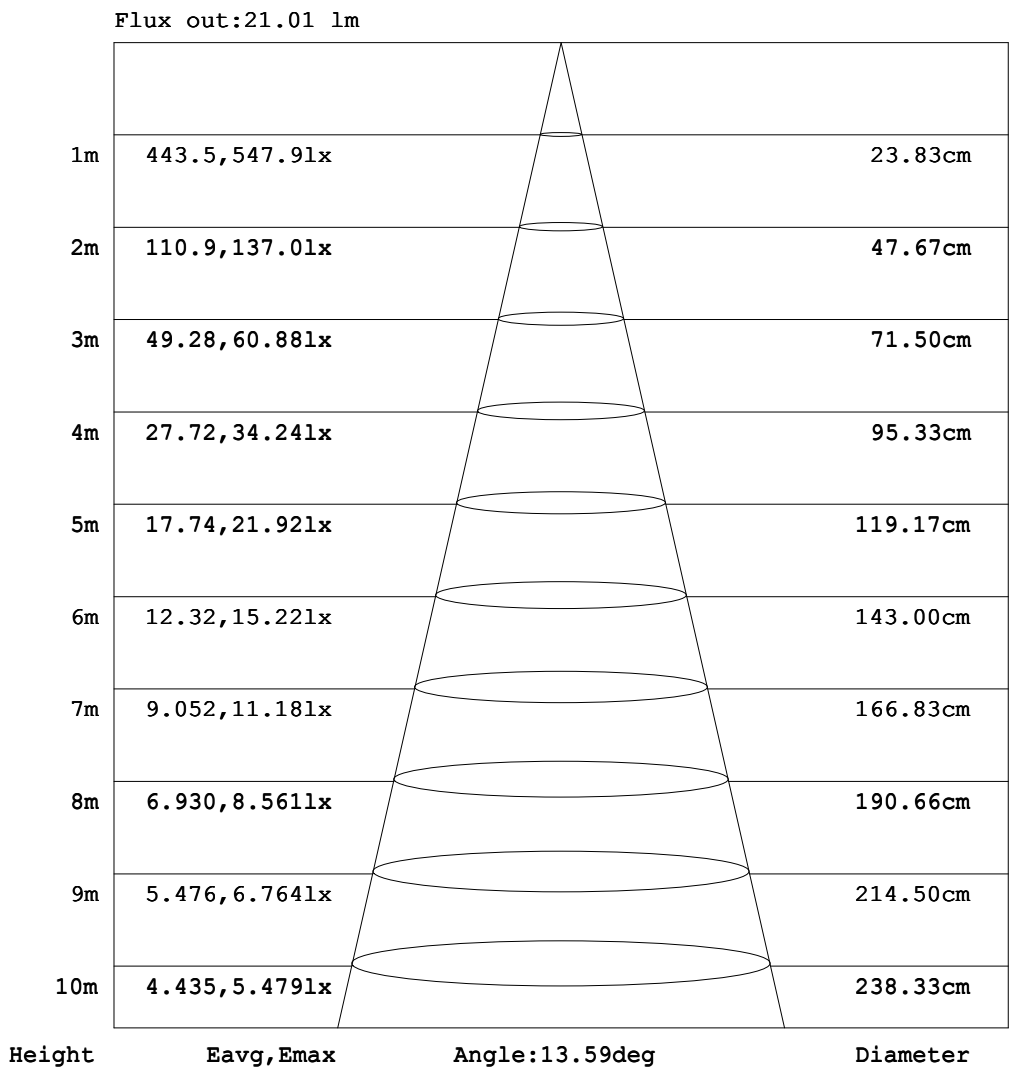 Flux out:21.01 lm
1m 443.5,547.9lx 23.83cm
2m 110.9,137.0lx 47.67cm
3m 49.28,60.88lx 71.50cm
4m 27.72,34.24lx 95.33cm
5m 17.74,21.92lx 119.17cm
6m 12.32,15.22lx 143.00cm
7m 9.052,11.18lx 166.83cm
8m 6.930,8.561lx 190.66cm
9m 5.476,6.764lx 214.50cm
10m 4.435,5.479lx 238.33cm
Height Eavg,Emax Angle:13.59deg Diameter